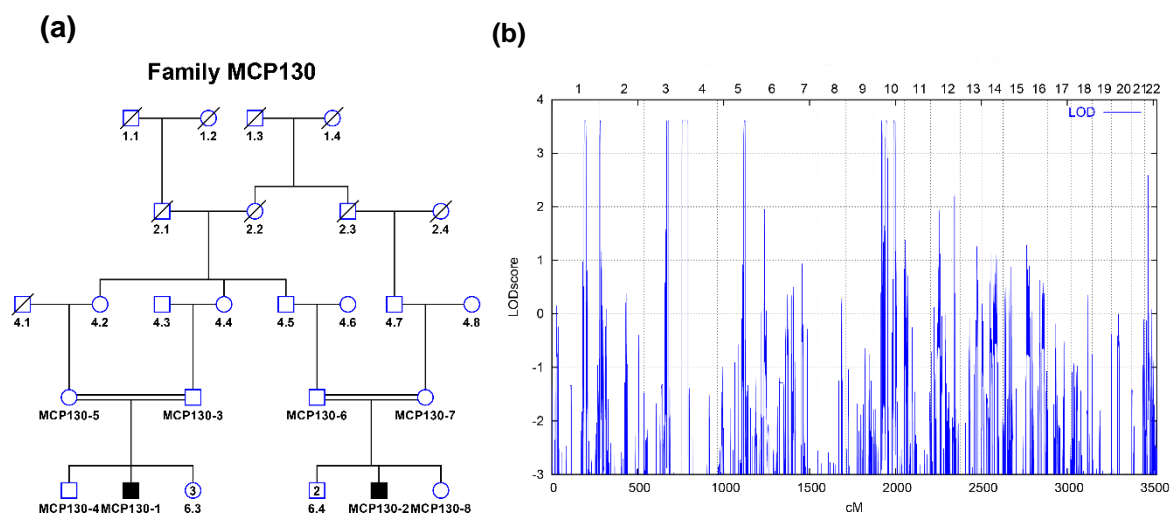 (a)
Family MCP130
1.1 1.2 1.3 1.4
2.1 2.2 2.3 2.4
4.1 4.2 4.3 4.4 4.5 4.6 4.7 4.8
MCP130-5 MCP130-3 MCP130-6 MCP130-7
3 2
MCP130-4 MCP130-1 6.3 6.4 MCP130-2 MCP130-8
(b)
1 2 3 4 5 6 7 8 9 10 11 12 13 14 15 16 17 18 19 20 21 22
LOD
LODscore
4
3
2
1
0
-1
-2
-3
0 500 1000 1500 2000 2500 3000 3500
cM